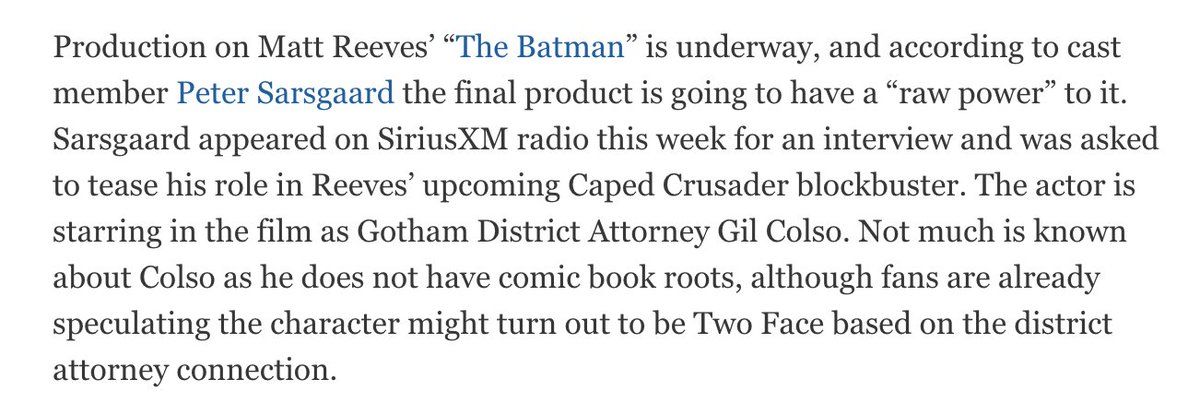 Production on Matt Reeves’ “The Batman” is underway, and according to cast
member Peter Sarsgaard the final product is going to have a “raw power” to it.
Sarsgaard appeared on SiriusXM radio this week for an interview and was asked
to tease his role in Reeves’ upcoming Caped Crusader blockbuster. The actor is
starring in the film as Gotham District Attorney Gil Colso. Not much is known
about Colso as he does not have comic book roots, although fans are already
speculating the character might turn out to be Two Face based on the district
attorney connection.